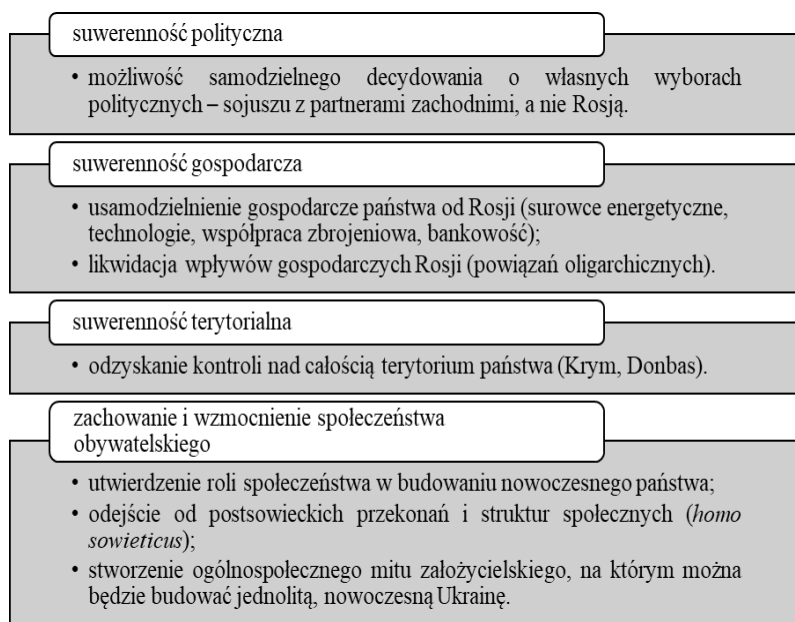 suwerenność polityczna
• możliwość samodzielnego decydowania o własnych wyborach
politycznych – sojuszu z partnerami zachodnimi, a nie Rosją.
suwerenność gospodarcza
• usamodzielnienie gospodarcze państwa od Rosji (surowce energetyczne,
technologie, współpraca zbrojeniowa, bankowość);
• likwidacja wpływów gospodarczych Rosji (powiązań oligarchicznych).
suwerenność terytorialna
• odzyskanie kontroli nad całością terytorium państwa (Krym, Donbas).
zachowanie i wzmocnienie społeczeństwa
obywatelskiego
• utwierdzenie roli społeczeństwa w budowaniu nowoczesnego państwa;
• odejście od postsowieckich przekonań i struktur społecznych (homo
sowieticus);
• stworzenie ogólnospołecznego mitu założycielskiego, na którym można
będzie budować jednolitą, nowoczesną Ukrainę.